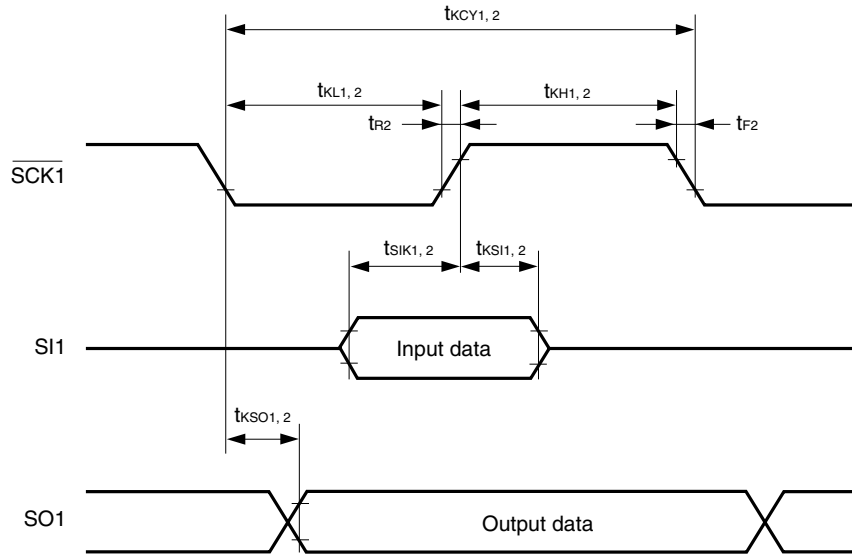 tKCY1, 2
tKL1, 2
tKH1, 2
tR2
tF2
SCK1
tSIK1, 2
tKSI1, 2
SI1
Input data
tKSO1, 2
SO1
Output data